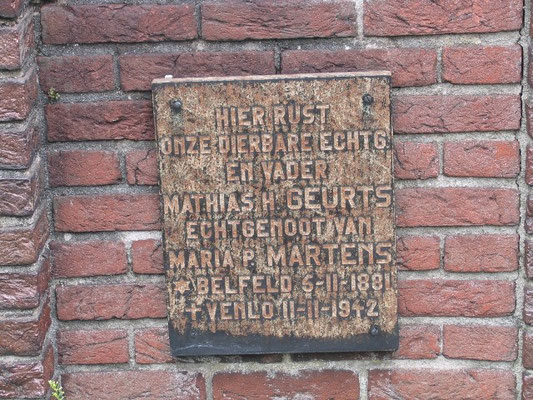 HIER RUST
ONZE DIERBARE ECHTG.
EN VADER
MATHIAS H. GEURTS
ECHTGENOOT VAN
MARIA P. MARTENS
* BELFELD 6-11-1881
† VENLO 11-11-1942